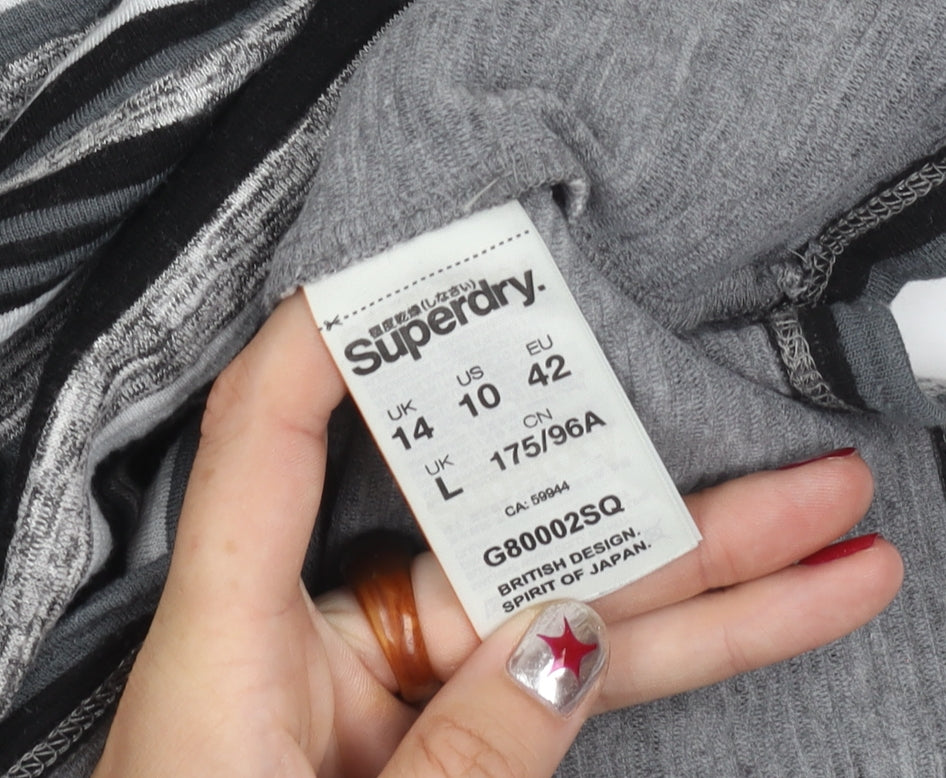 極度乾燥(しなさい)
Superdry.
UK US EU
14 10 42
UK CN
L 175/96A
CA: 59944
G80002SQ
BRITISH DESIGN.
SPIRIT OF JAPAN.